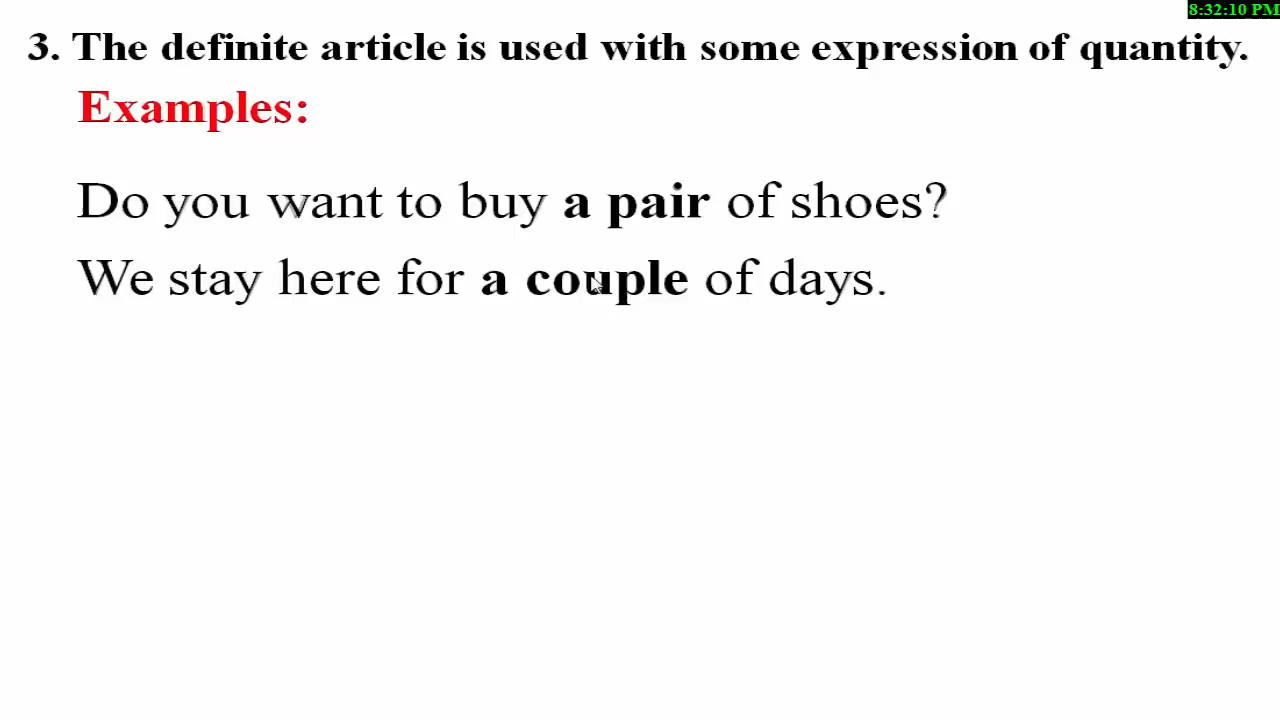 8:32:10 PM
3. The definite article is used with some expression of quantity.
Examples:
Do you want to buy a pair of shoes?
We stay here for a couple of days.